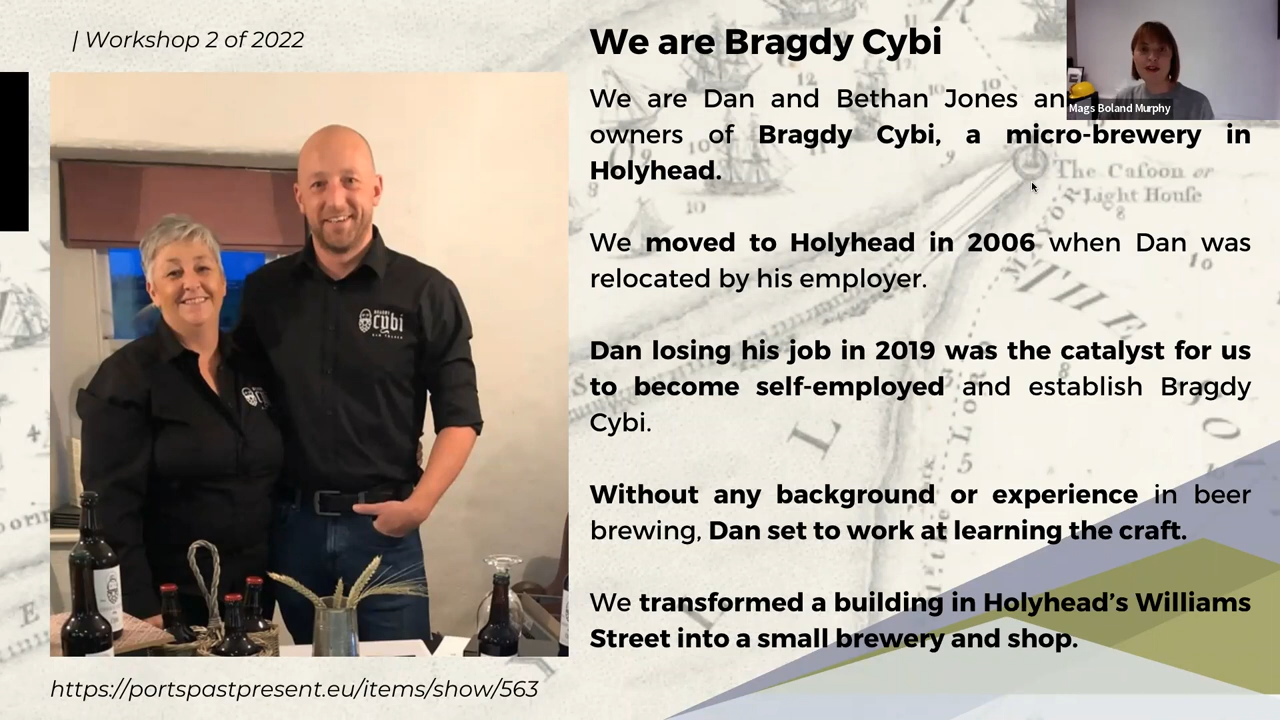 | Workshop 2 of 2022
We are Bragdy Cybi
We are Dan and Bethan Jones an
owners of Bragdy Cybi, a micro-brewery in
Holyhead.
We moved to Holyhead in 2006 when Dan was
relocated by his employer.
Dan losing his job in 2019 was the catalyst for us
to become self-employed and establish Bragdy
Cybi.
Without any background or experience in beer
brewing, Dan set to work at learning the craft.
We transformed a building in Holyhead’s Williams
Street into a small brewery and shop.
https://portspastpresent.eu/items/show/563
Mags Boland Murphy
cybi
The Cafoon or
Light House
THE